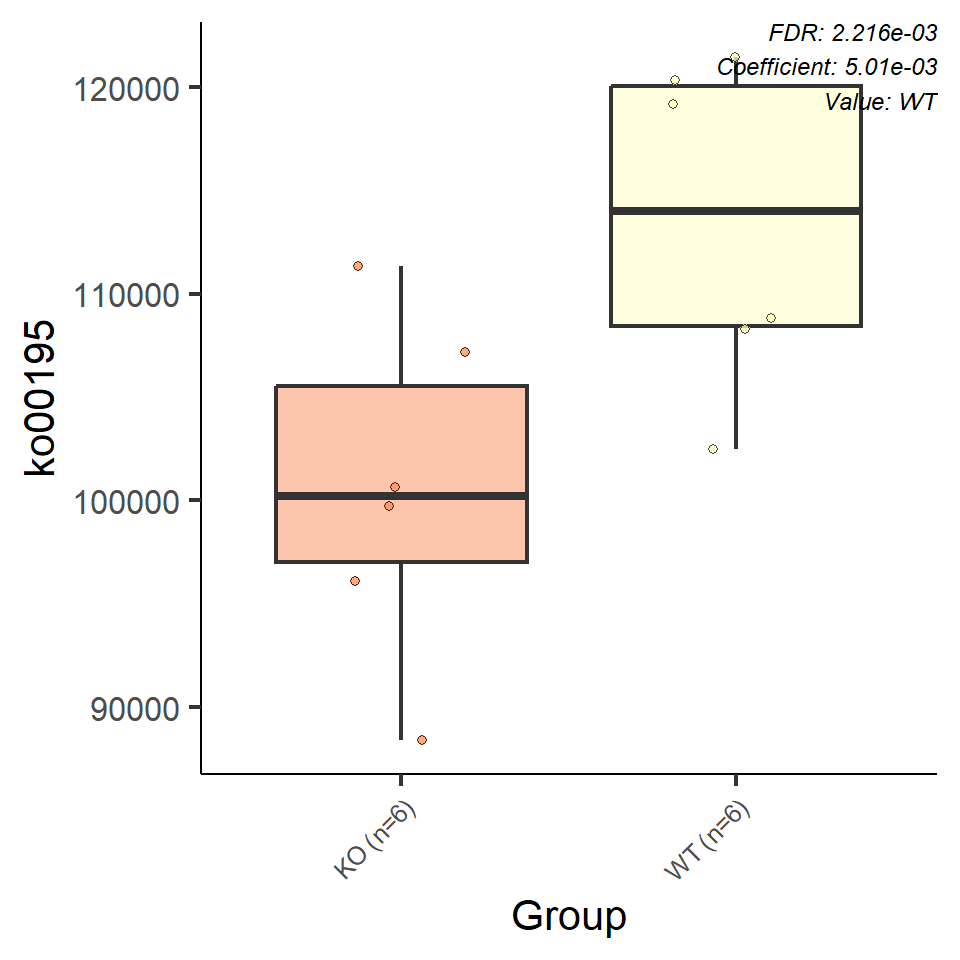 FDR: 2.216e-03
Coefficient: 5.01e-03
Value: WT
120000
110000
100000
90000
ko00195
KO (n=6)
WT (n=6)
Group